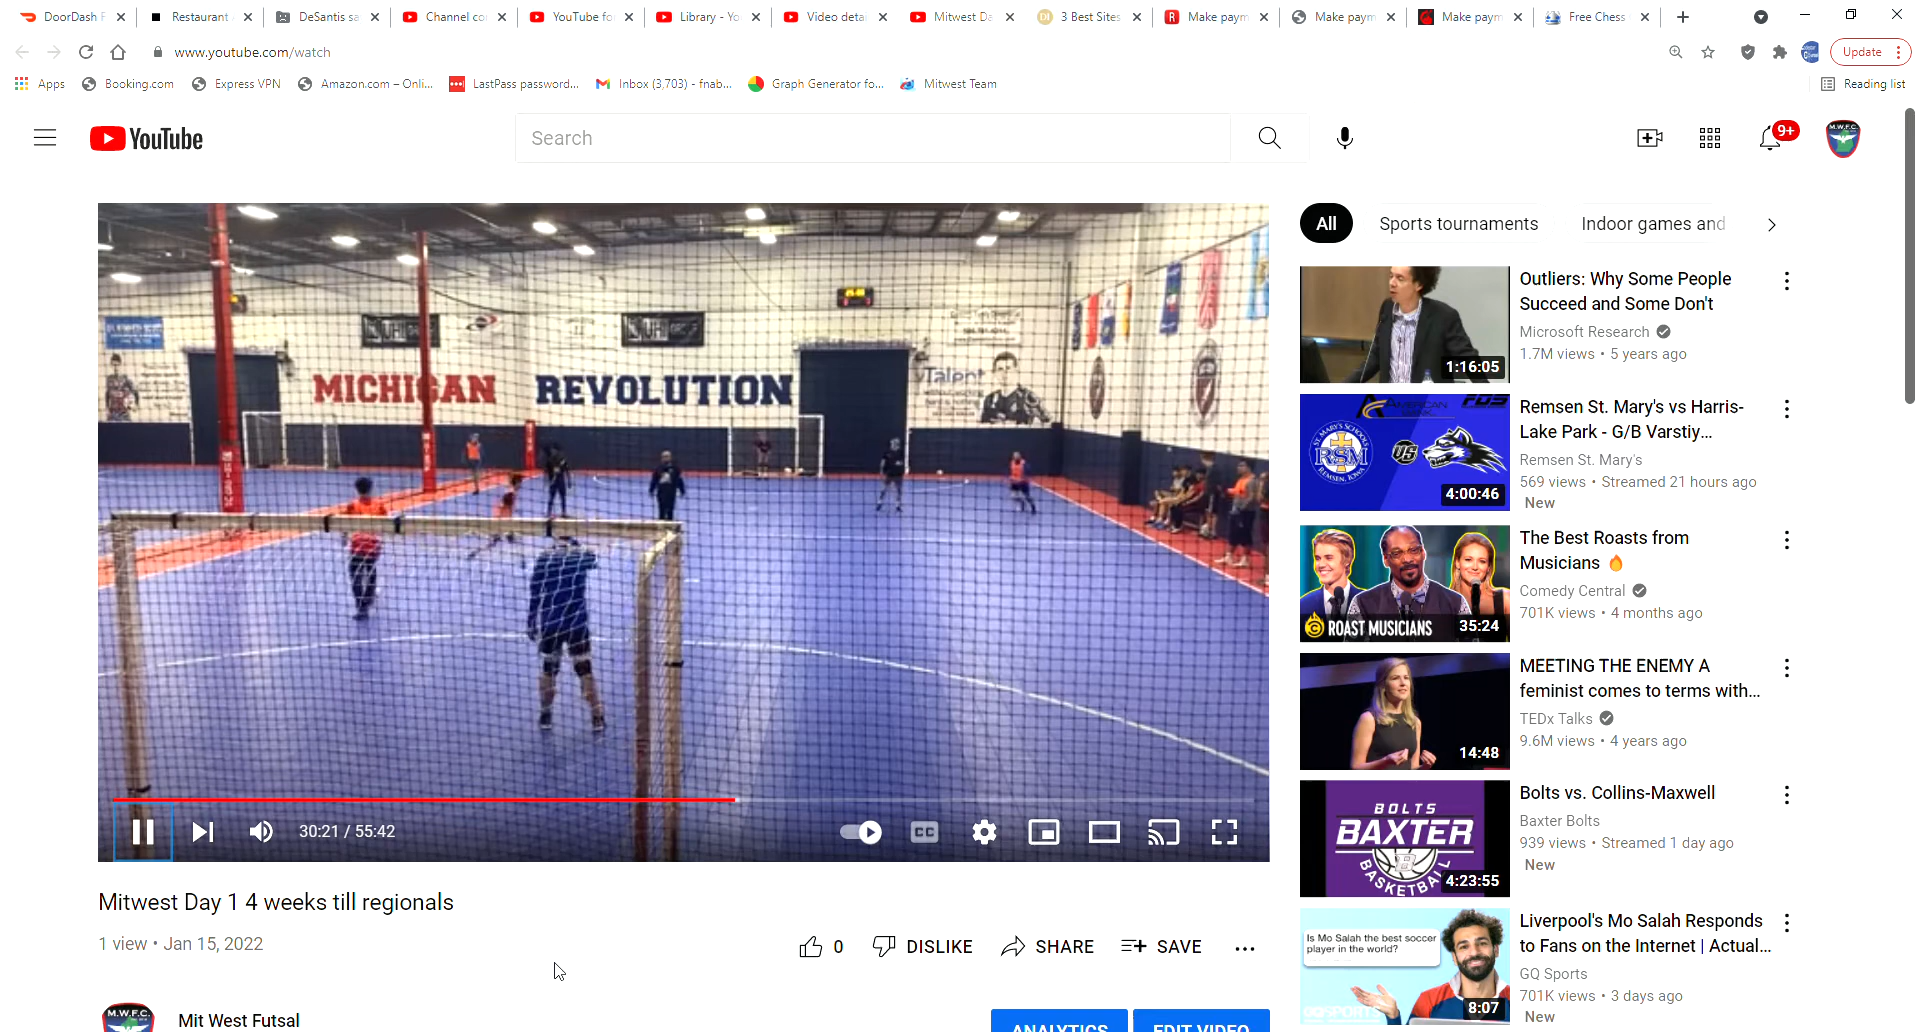 DoorDash F
Restaurant
DeSantis sa
Channel co
YouTube fo
Library - Yo
Video detai
Mitwest Da
3 Best Sites
Make paym
Make paym
Make paym
Free Chess
www.youtube.com/watch
Update
Apps
Booking.com
Express VPN
Amazon.com – Onli...
LastPass password...
Inbox (3,703) - fnab...
Graph Generator fo...
Mitwest Team
Reading list
YouTube
Search
9+
All
Sports tournaments
Indoor games and
MICHIGAN REVOLUTION
Talent
30:21 / 55:42
CC
Mitwest Day 1 4 weeks till regionals
1 view • Jan 15, 2022
0
DISLIKE
SHARE
SAVE
M.W.F.C.
Mit West Futsal
ANALYTICS
EDIT VIDEO
1:16:05
Outliers: Why Some People
Succeed and Some Don't
Microsoft Research
1.7M views • 5 years ago
ST. MARY'S SCHOOLS
RSM
REMSEN, IOWA
VS
4:00:46
Remsen St. Mary's vs Harris-
Lake Park - G/B Varstiy...
Remsen St. Mary's
569 views • Streamed 21 hours ago
New
ROAST MUSICIANS
35:24
The Best Roasts from
Musicians 🔥
Comedy Central
701K views • 4 months ago
14:48
MEETING THE ENEMY A
feminist comes to terms with...
TEDx Talks
9.6M views • 4 years ago
BOLTS
BAXTER
BASKETBALL
4:23:55
Bolts vs. Collins-Maxwell
Baxter Bolts
939 views • Streamed 1 day ago
New
Is Mo Salah the best soccer
player in the world?
8:07
Liverpool's Mo Salah Responds
to Fans on the Internet | Actual...
GQ Sports
701K views • 3 days ago
New